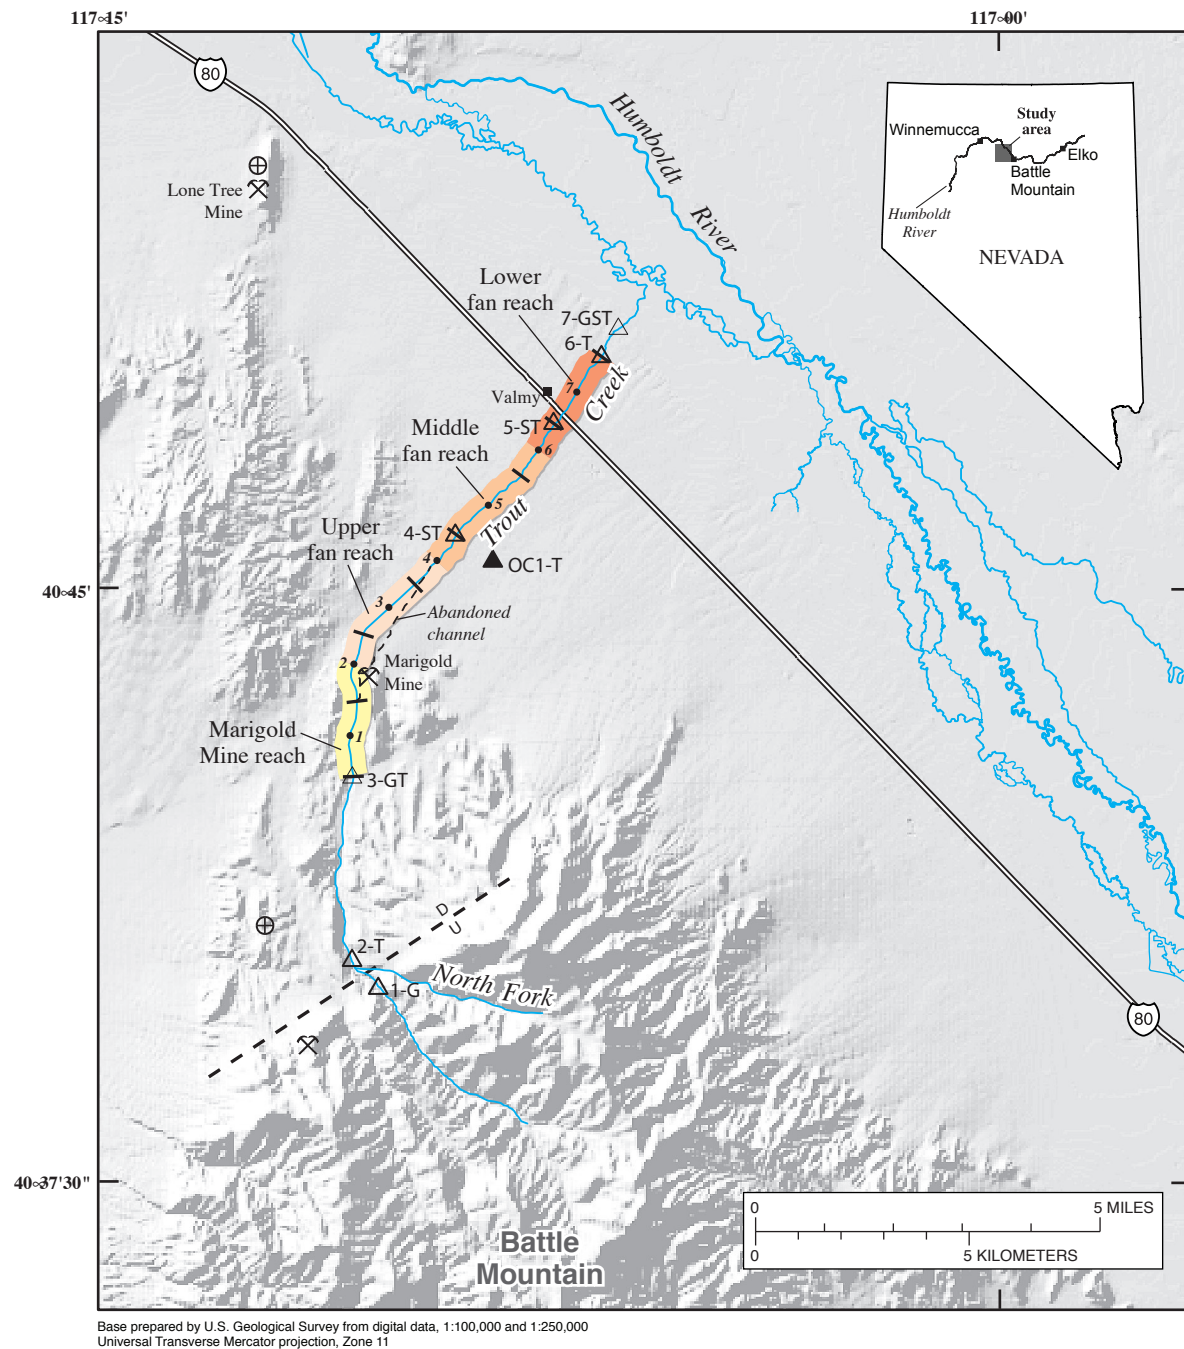 117∞15'
117∞00'
80
Humboldt
River
Winnemucca
Study
area
Elko
Battle
Mountain
Humboldt
River
NEVADA
Lone Tree
Mine
Lower
fan reach
7-GST
6-T
7
Creek
Valmy
5-ST
Middle
fan reach
6
5
Trout
4-ST
Upper
fan reach
4
OC1-T
40∞45'
3
Abandoned
channel
2
Marigold
Mine
Marigold
Mine reach
1
3-GT
D
U
2-T
1-G
North Fork
80
40∞37'30"
0
5 MILES
0
5 KILOMETERS
Battle
Mountain
Base prepared by U.S. Geological Survey from digital data, 1:100,000 and 1:250,000
Universal Transverse Mercator projection, Zone 11